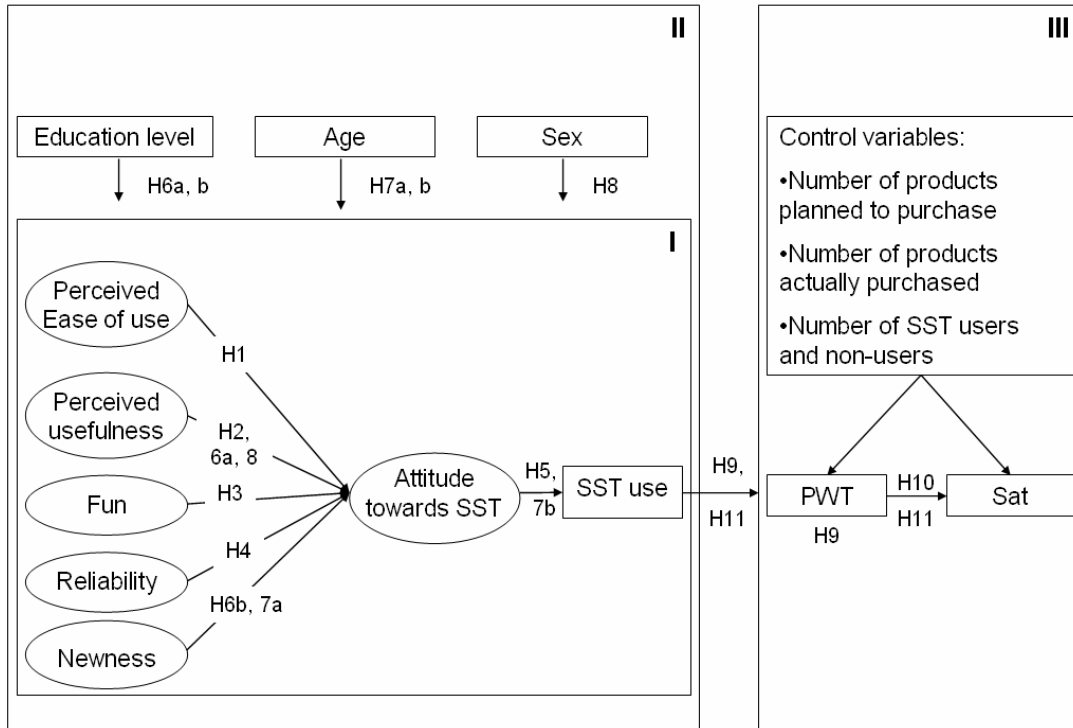 II
III
Education level
Age
Sex
H6a, b
H7a, b
H8
Control variables:
•Number of products
planned to purchase
•Number of products
actually purchased
•Number of SST users
and non-users
I
Perceived
Ease of use
H1
Perceived
usefulness
H2,
6a, 8
Fun
H3
Attitude
towards SST
H5,
7b
SST use
H9,
H11
PWT
H9
H10
H11
Sat
Reliability
H4
H6b, 7a
Newness